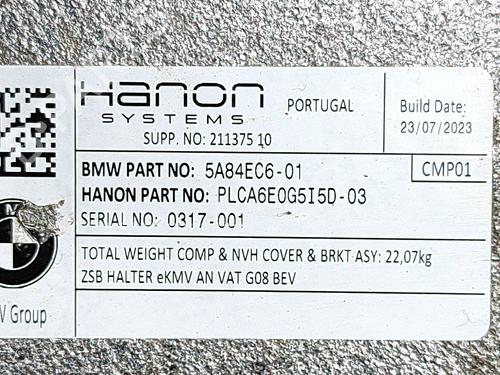 Hanon
SYSTEMS
PORTUGAL
SUPP. NO: 211375 10
Build Date:
23/07/2023
BMW PART NO: 5A84EC6-01
CMP01
HANON PART NO: PLCA6E0G5I5D-03
SERIAL NO: 0317-001
TOTAL WEIGHT COMP & NVH COVER & BRKT ASY: 22,07kg
ZSB HALTER eKMV AN VAT G08 BEV
Group